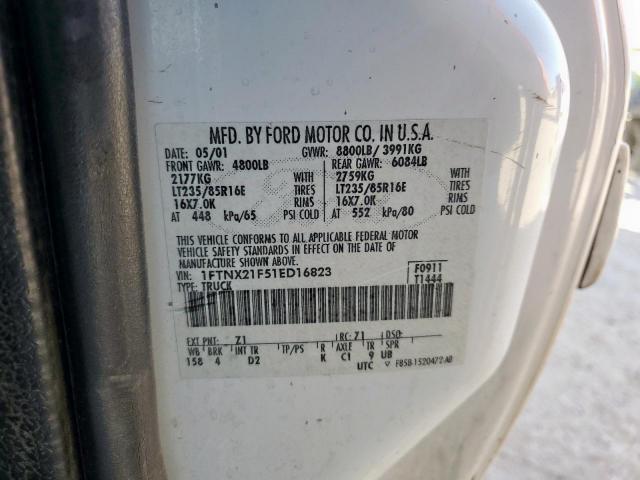 MFD. BY FORD MOTOR CO. IN U.S.A.
DATE: 05/01 GVWR: 8800LB/ 3991KG
FRONT GAWR: 4800LB REAR GAWR: 6084LB
2177KG WITH 2759KG WITH
LT235/85R16E TIRES LT235/85R16E TIRES
16X7.0K RIMS 16X7.0K RIMS
AT 448 kPa/65 PSI COLD AT 552 kPa/80 PSI COLD
THIS VEHICLE CONFORMS TO ALL APPLICABLE FEDERAL MOTOR
VEHICLE SAFETY STANDARDS IN EFFECT ON THE DATE OF
MANUFACTURE SHOWN ABOVE.
VIN: 1FTNX21F51ED16823 F0911
TYPE: TRUCK T1444
EXT PNT: Z1 RC: 71 DSO:
WB BRK INT TR TP/PS R AXLE TR SPR
158 4 D2 K C1 9 UB
UTC F85B-1520472-AB